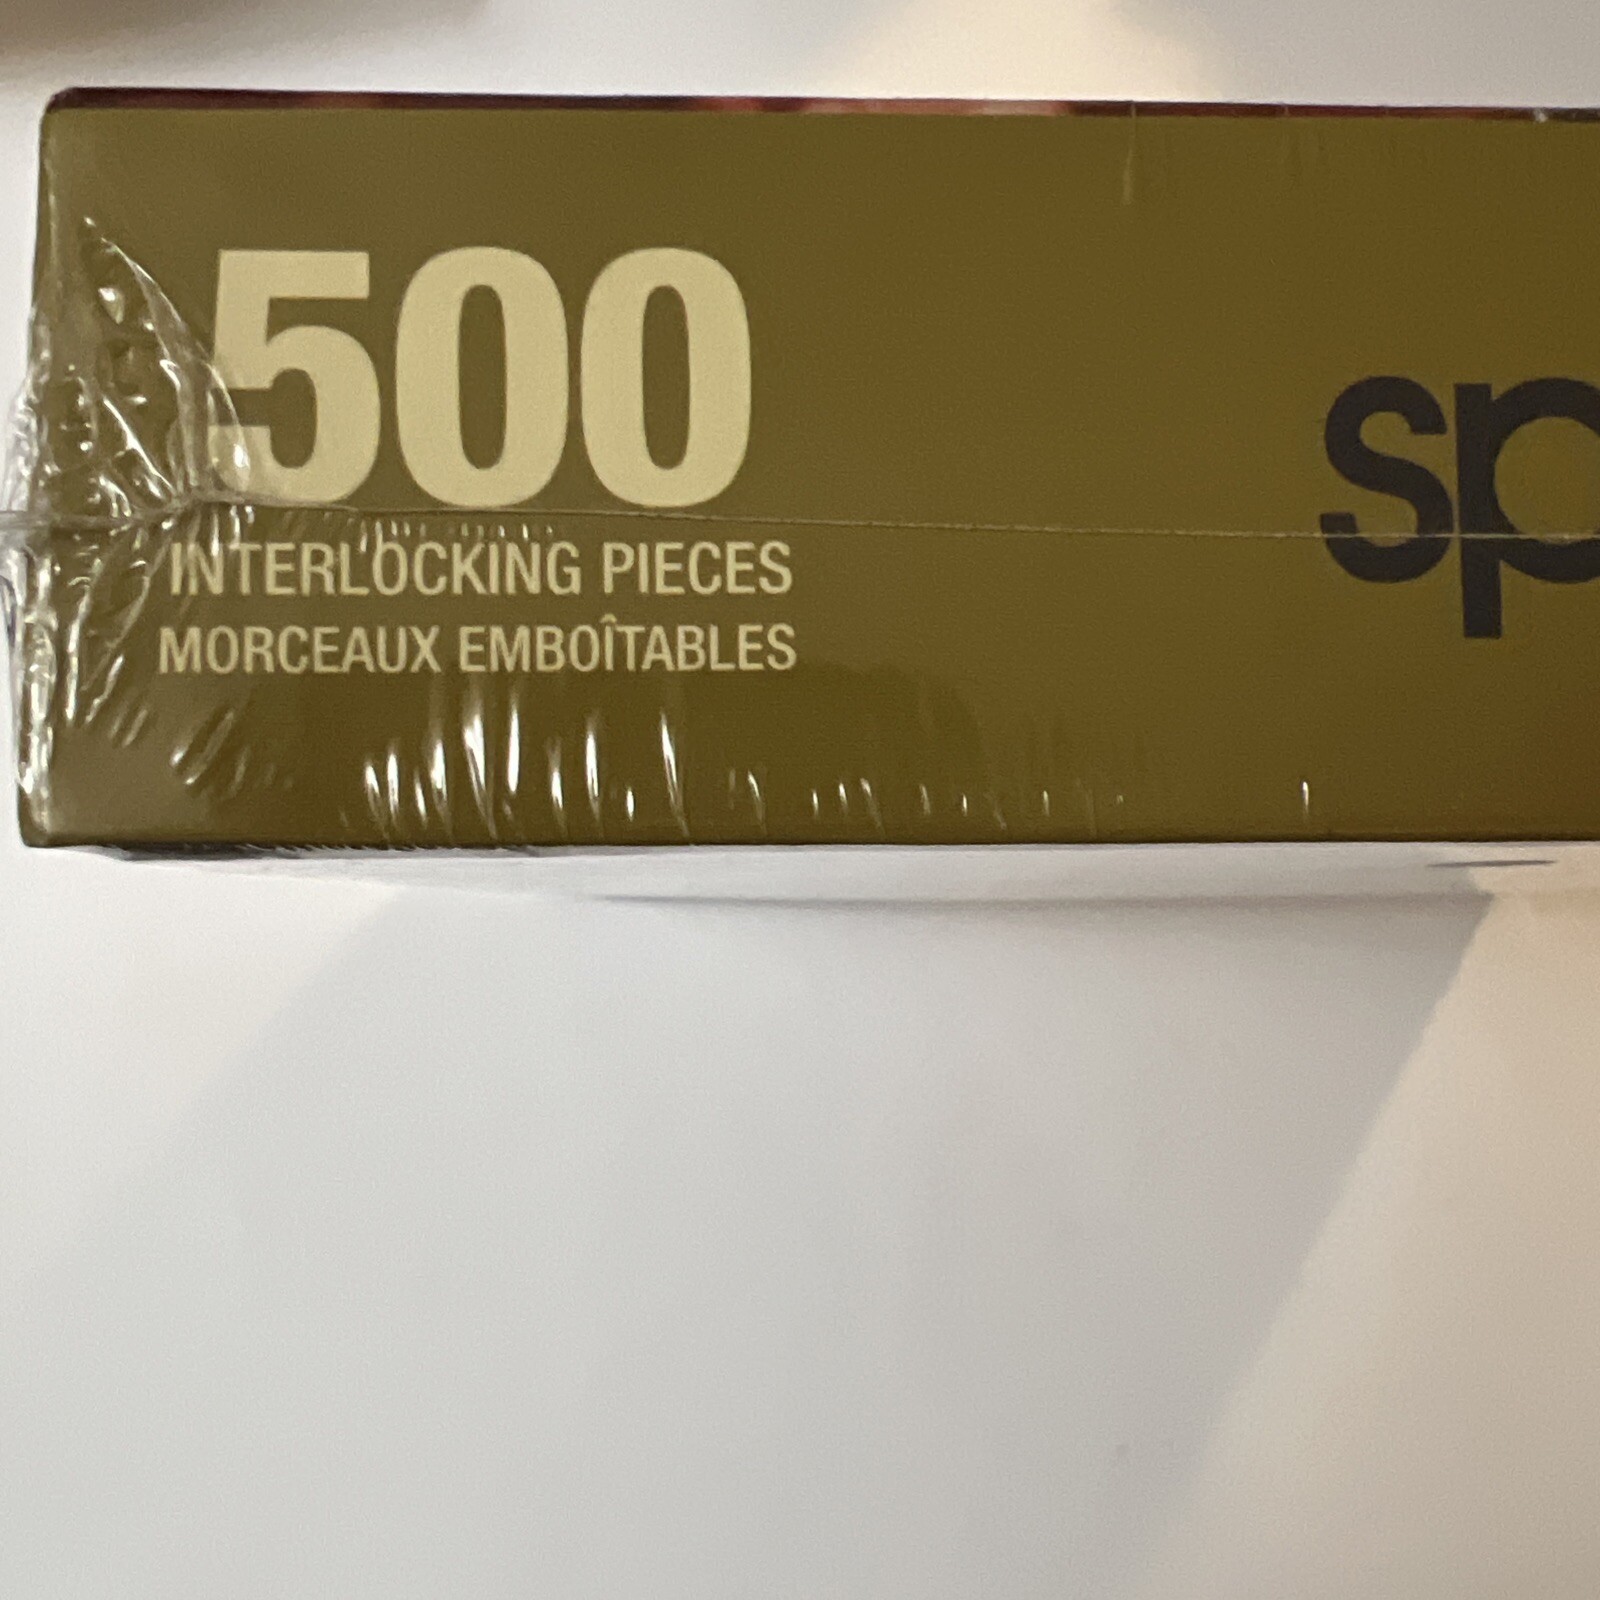 500
INTERLOCKING PIECES
MORCEAUX EMBOÎTABLES
sp